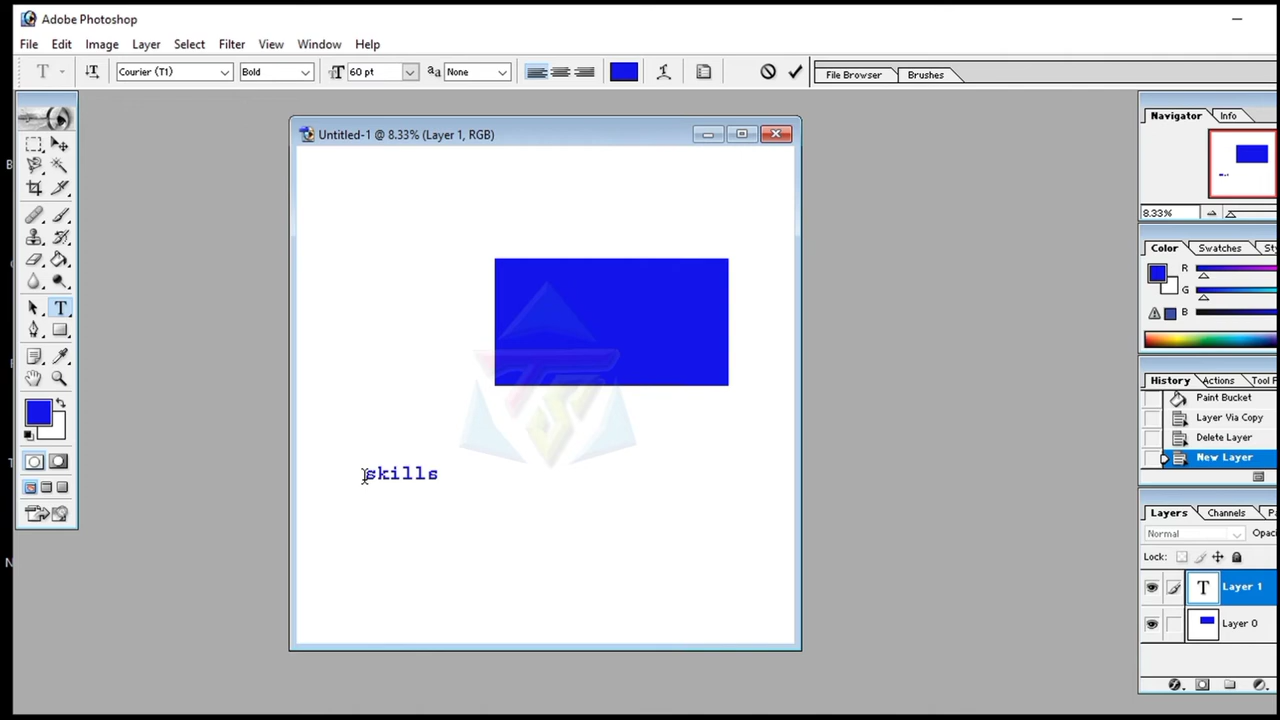 Adobe Photoshop
File Edit Image Layer Select Filter View Window Help
T Courier (T1) Bold T 60 pt aa None File Browser Brushes
Untitled-1 @ 8.33% (Layer 1, RGB)
Navigator Info
8.33%
Color Swatches
R
G
B
skills
History Actions Tool
Paint Bucket
Layer Via Copy
Delete Layer
New Layer
Layers Channels
Normal
Lock:
T Layer 1
Layer 0